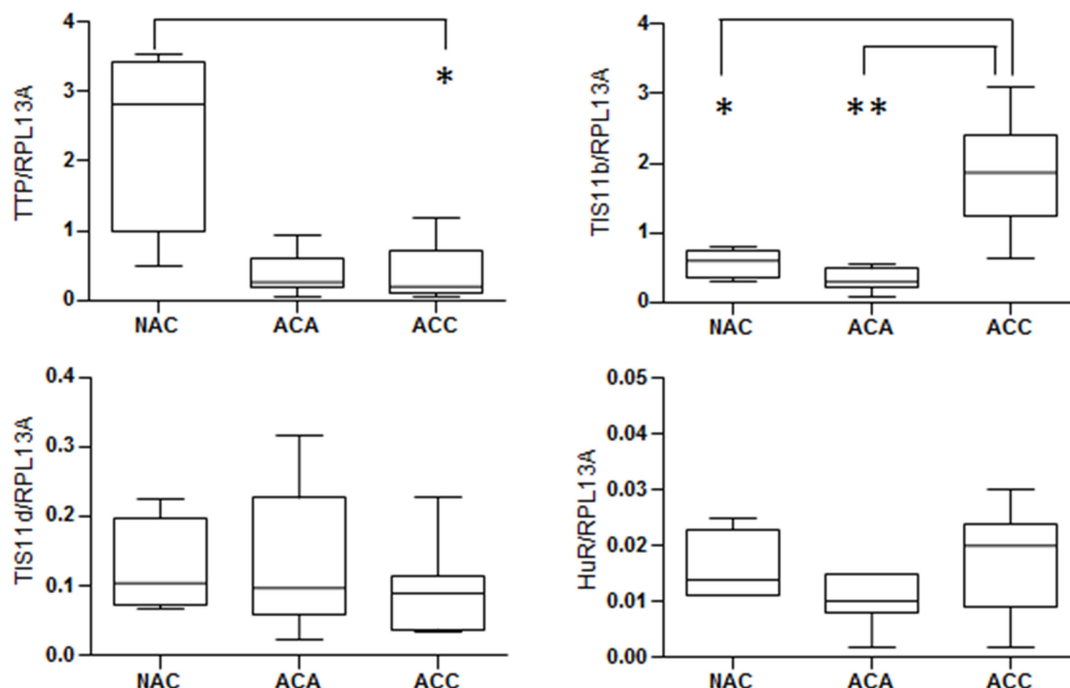 TTP/RPL13A
4
3
2
1
0
*
NAC ACA ACC
TIS11b/RPL13A
4
3
2
1
0
* **
NAC ACA ACC
TIS11d/RPL13A
0.4
0.3
0.2
0.1
0.0
NAC ACA ACC
HuR/RPL13A
0.05
0.04
0.03
0.02
0.01
0.00
NAC ACA ACC